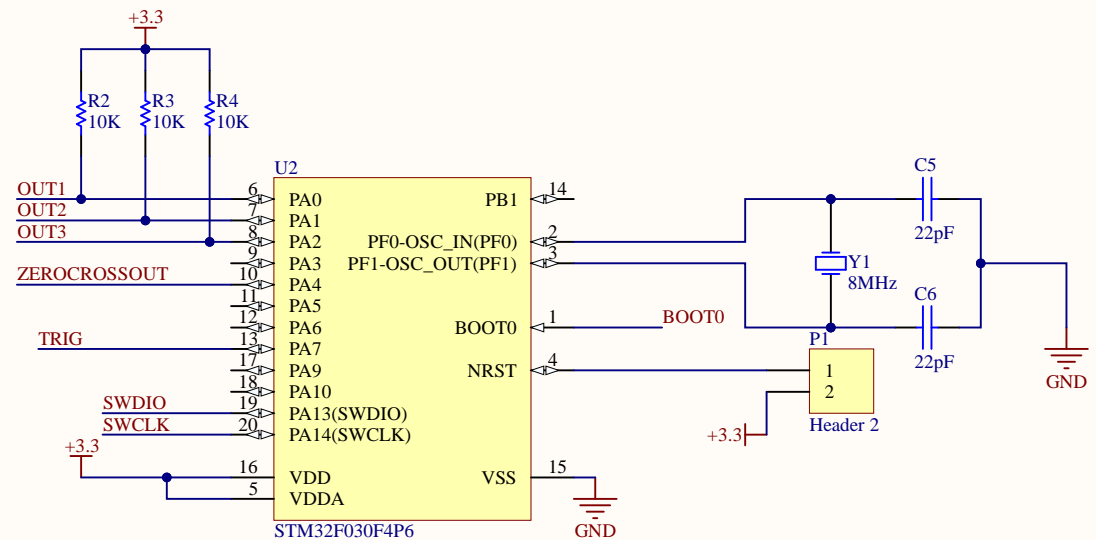 +3.3
R2
10K
R3
10K
R4
10K
U2
OUT1
OUT2
OUT3
ZEROCROSSOUT
TRIG
SWDIO
SWCLK
+3.3
6 PA0
7 PA1
8 PA2
9 PA3
10 PA4
11 PA5
12 PA6
13 PA7
17 PA9
18 PA10
19 PA13(SWDIO)
20 PA14(SWCLK)
16 VDD
5 VDDA
PB1 14
PF0-OSC_IN(PF0) 2
PF1-OSC_OUT(PF1) 3
BOOT0 1
NRST 4
VSS 15
STM32F030F4P6
GND
BOOT0
C5
22pF
Y1
8MHz
C6
22pF
GND
P1
1
2
Header 2
+3.3